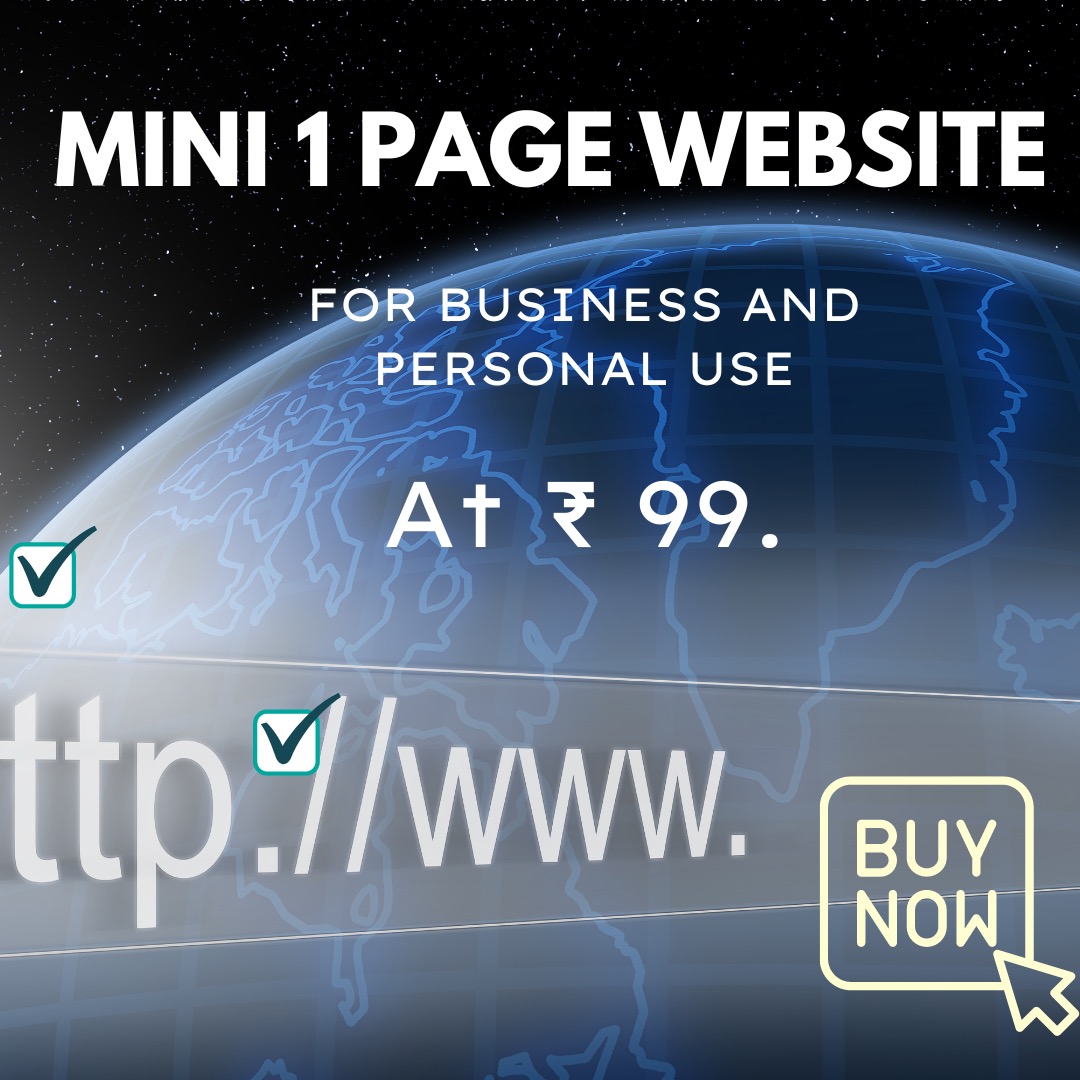 MINI 1 PAGE WEBSITE
FOR BUSINESS AND
PERSONAL USE
At ₹ 99.
ttp://www.
BUY
NOW